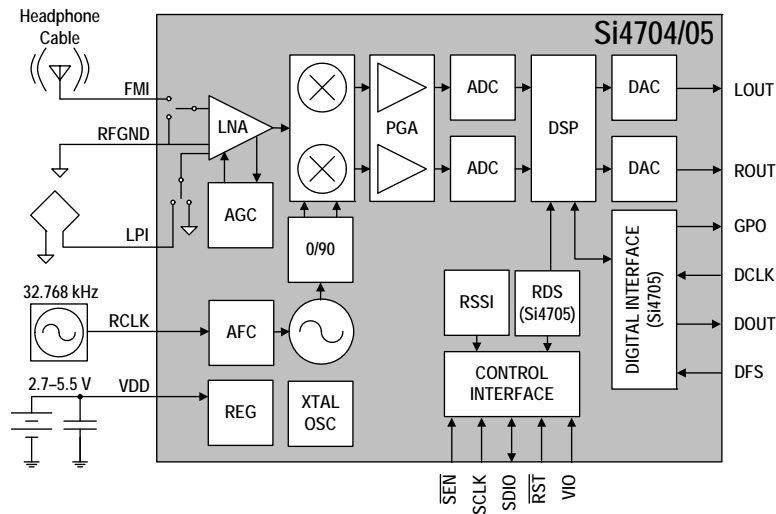 Headphone
Cable
Si4704/05
FMI
RFGND
LPI
LNA
AGC
0/90
PGA
ADC
ADC
DSP
DAC
DAC
LOUT
ROUT
GPO
DCLK
DOUT
DFS
DIGITAL INTERFACE
(Si4705)
32.768 kHz
RCLK
AFC
RSSI
RDS
(Si4705)
CONTROL
INTERFACE
2.7–5.5 V
VDD
REG
XTAL
OSC
SEN
SCLK
SDIO
RST
VIO